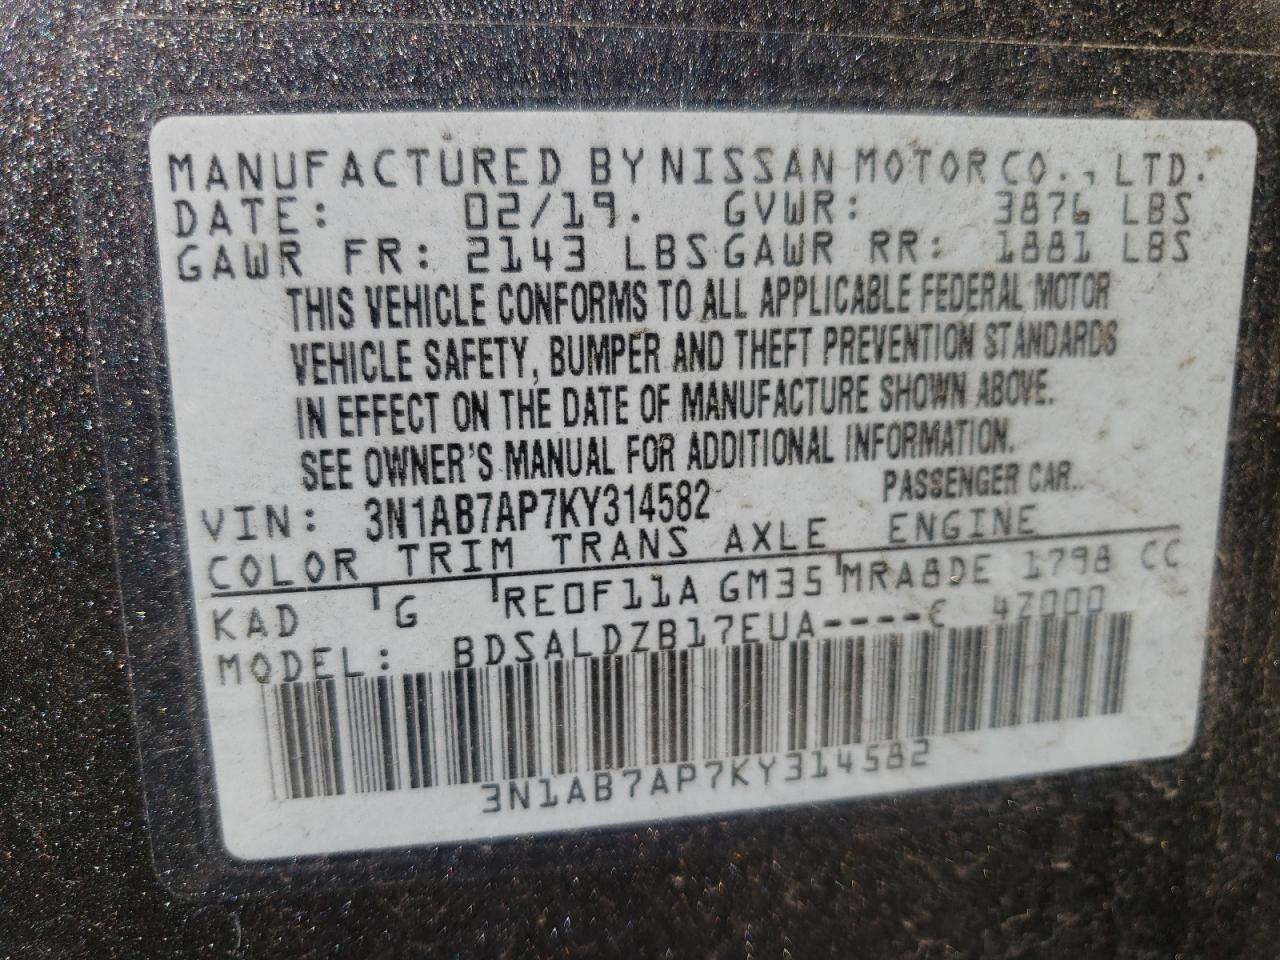 MANUFACTURED BY NISSAN MOTOR CO., LTD.
DATE: 02/19. GVWR: 3876 LBS
GAWR FR: 2143 LBS GAWR RR: 1881 LBS
THIS VEHICLE CONFORMS TO ALL APPLICABLE FEDERAL MOTOR
VEHICLE SAFETY, BUMPER AND THEFT PREVENTION STANDARDS
IN EFFECT ON THE DATE OF MANUFACTURE SHOWN ABOVE.
SEE OWNER'S MANUAL FOR ADDITIONAL INFORMATION.
VIN: 3N1AB7AP7KY314582 PASSENGER CAR.
COLOR TRIM TRANS AXLE ENGINE
KAD G RE0F11A GM35 MRA8DE 1798 CC
MODEL: BDSALDZB17EUA----C 47000
3N1AB7AP7KY314582